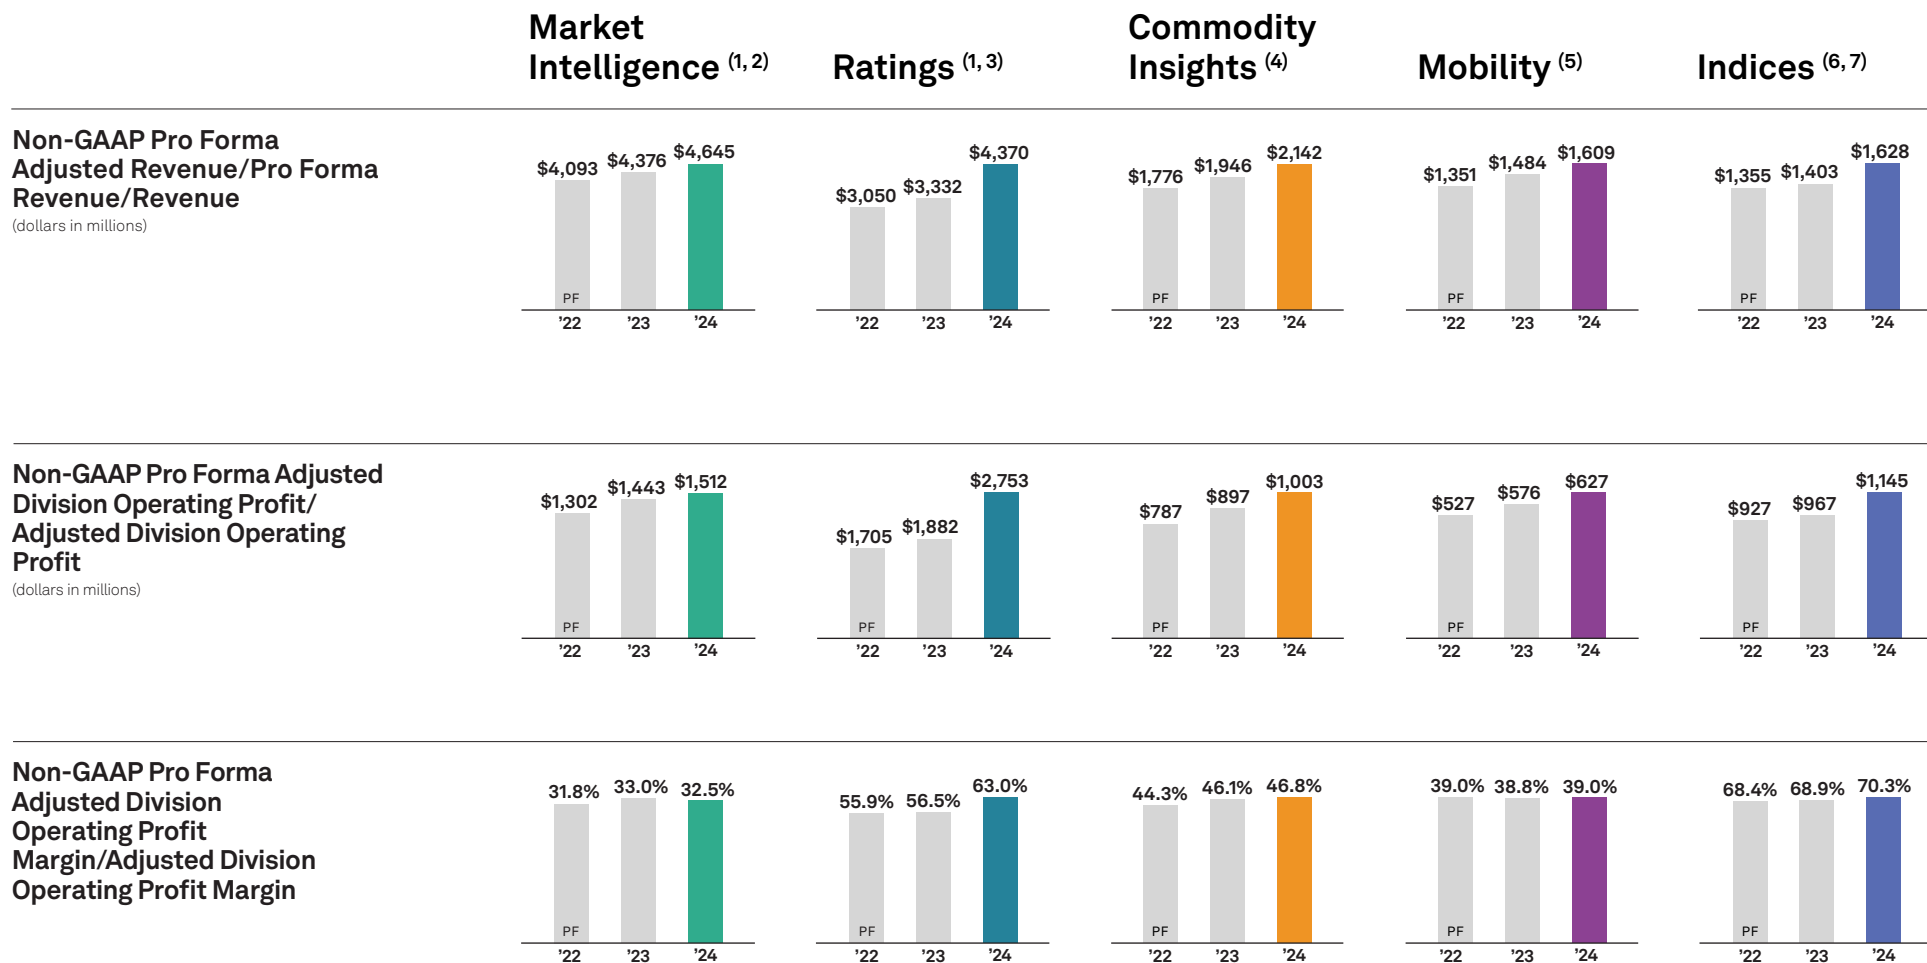 Market
Intelligence (1, 2)
Ratings (1, 3)
Commodity
Insights (4)
Mobility (5)
Indices (6, 7)
Non-GAAP Pro Forma
Adjusted Revenue/Pro Forma
Revenue/Revenue
(dollars in millions)
$4,093 $4,376 $4,645
PF
’22 ’23 ’24
$3,050 $3,332 $4,370
’22 ’23 ’24
$1,776 $1,946 $2,142
PF
’22 ’23 ’24
$1,351 $1,484 $1,609
PF
’22 ’23 ’24
$1,355 $1,403 $1,628
PF
’22 ’23 ’24
Non-GAAP Pro Forma Adjusted
Division Operating Profit/
Adjusted Division Operating
Profit
(dollars in millions)
$1,302 $1,443 $1,512
PF
’22 ’23 ’24
$1,705 $1,882 $2,753
PF
’22 ’23 ’24
$787 $897 $1,003
PF
’22 ’23 ’24
$527 $576 $627
PF
’22 ’23 ’24
$927 $967 $1,145
PF
’22 ’23 ’24
Non-GAAP Pro Forma
Adjusted Division
Operating Profit
Margin/Adjusted Division
Operating Profit Margin
31.8% 33.0% 32.5%
PF
’22 ’23 ’24
55.9% 56.5% 63.0%
PF
’22 ’23 ’24
44.3% 46.1% 46.8%
PF
’22 ’23 ’24
39.0% 38.8% 39.0%
PF
’22 ’23 ’24
68.4% 68.9% 70.3%
PF
’22 ’23 ’24